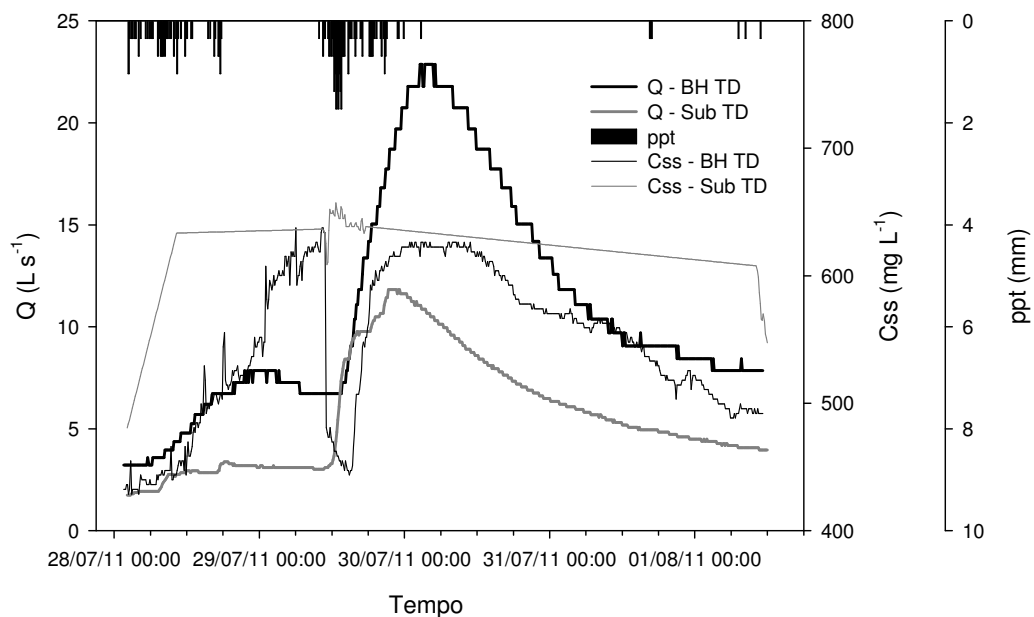 25
20
15
10
5
0
Q (L s⁻¹)
800
700
600
500
400
Css (mg L⁻¹)
0
2
4
6
8
10
ppt (mm)
Q - BH TD
Q - Sub TD
ppt
Css - BH TD
Css - Sub TD
28/07/11 00:00
29/07/11 00:00
30/07/11 00:00
31/07/11 00:00
01/08/11 00:00
Tempo